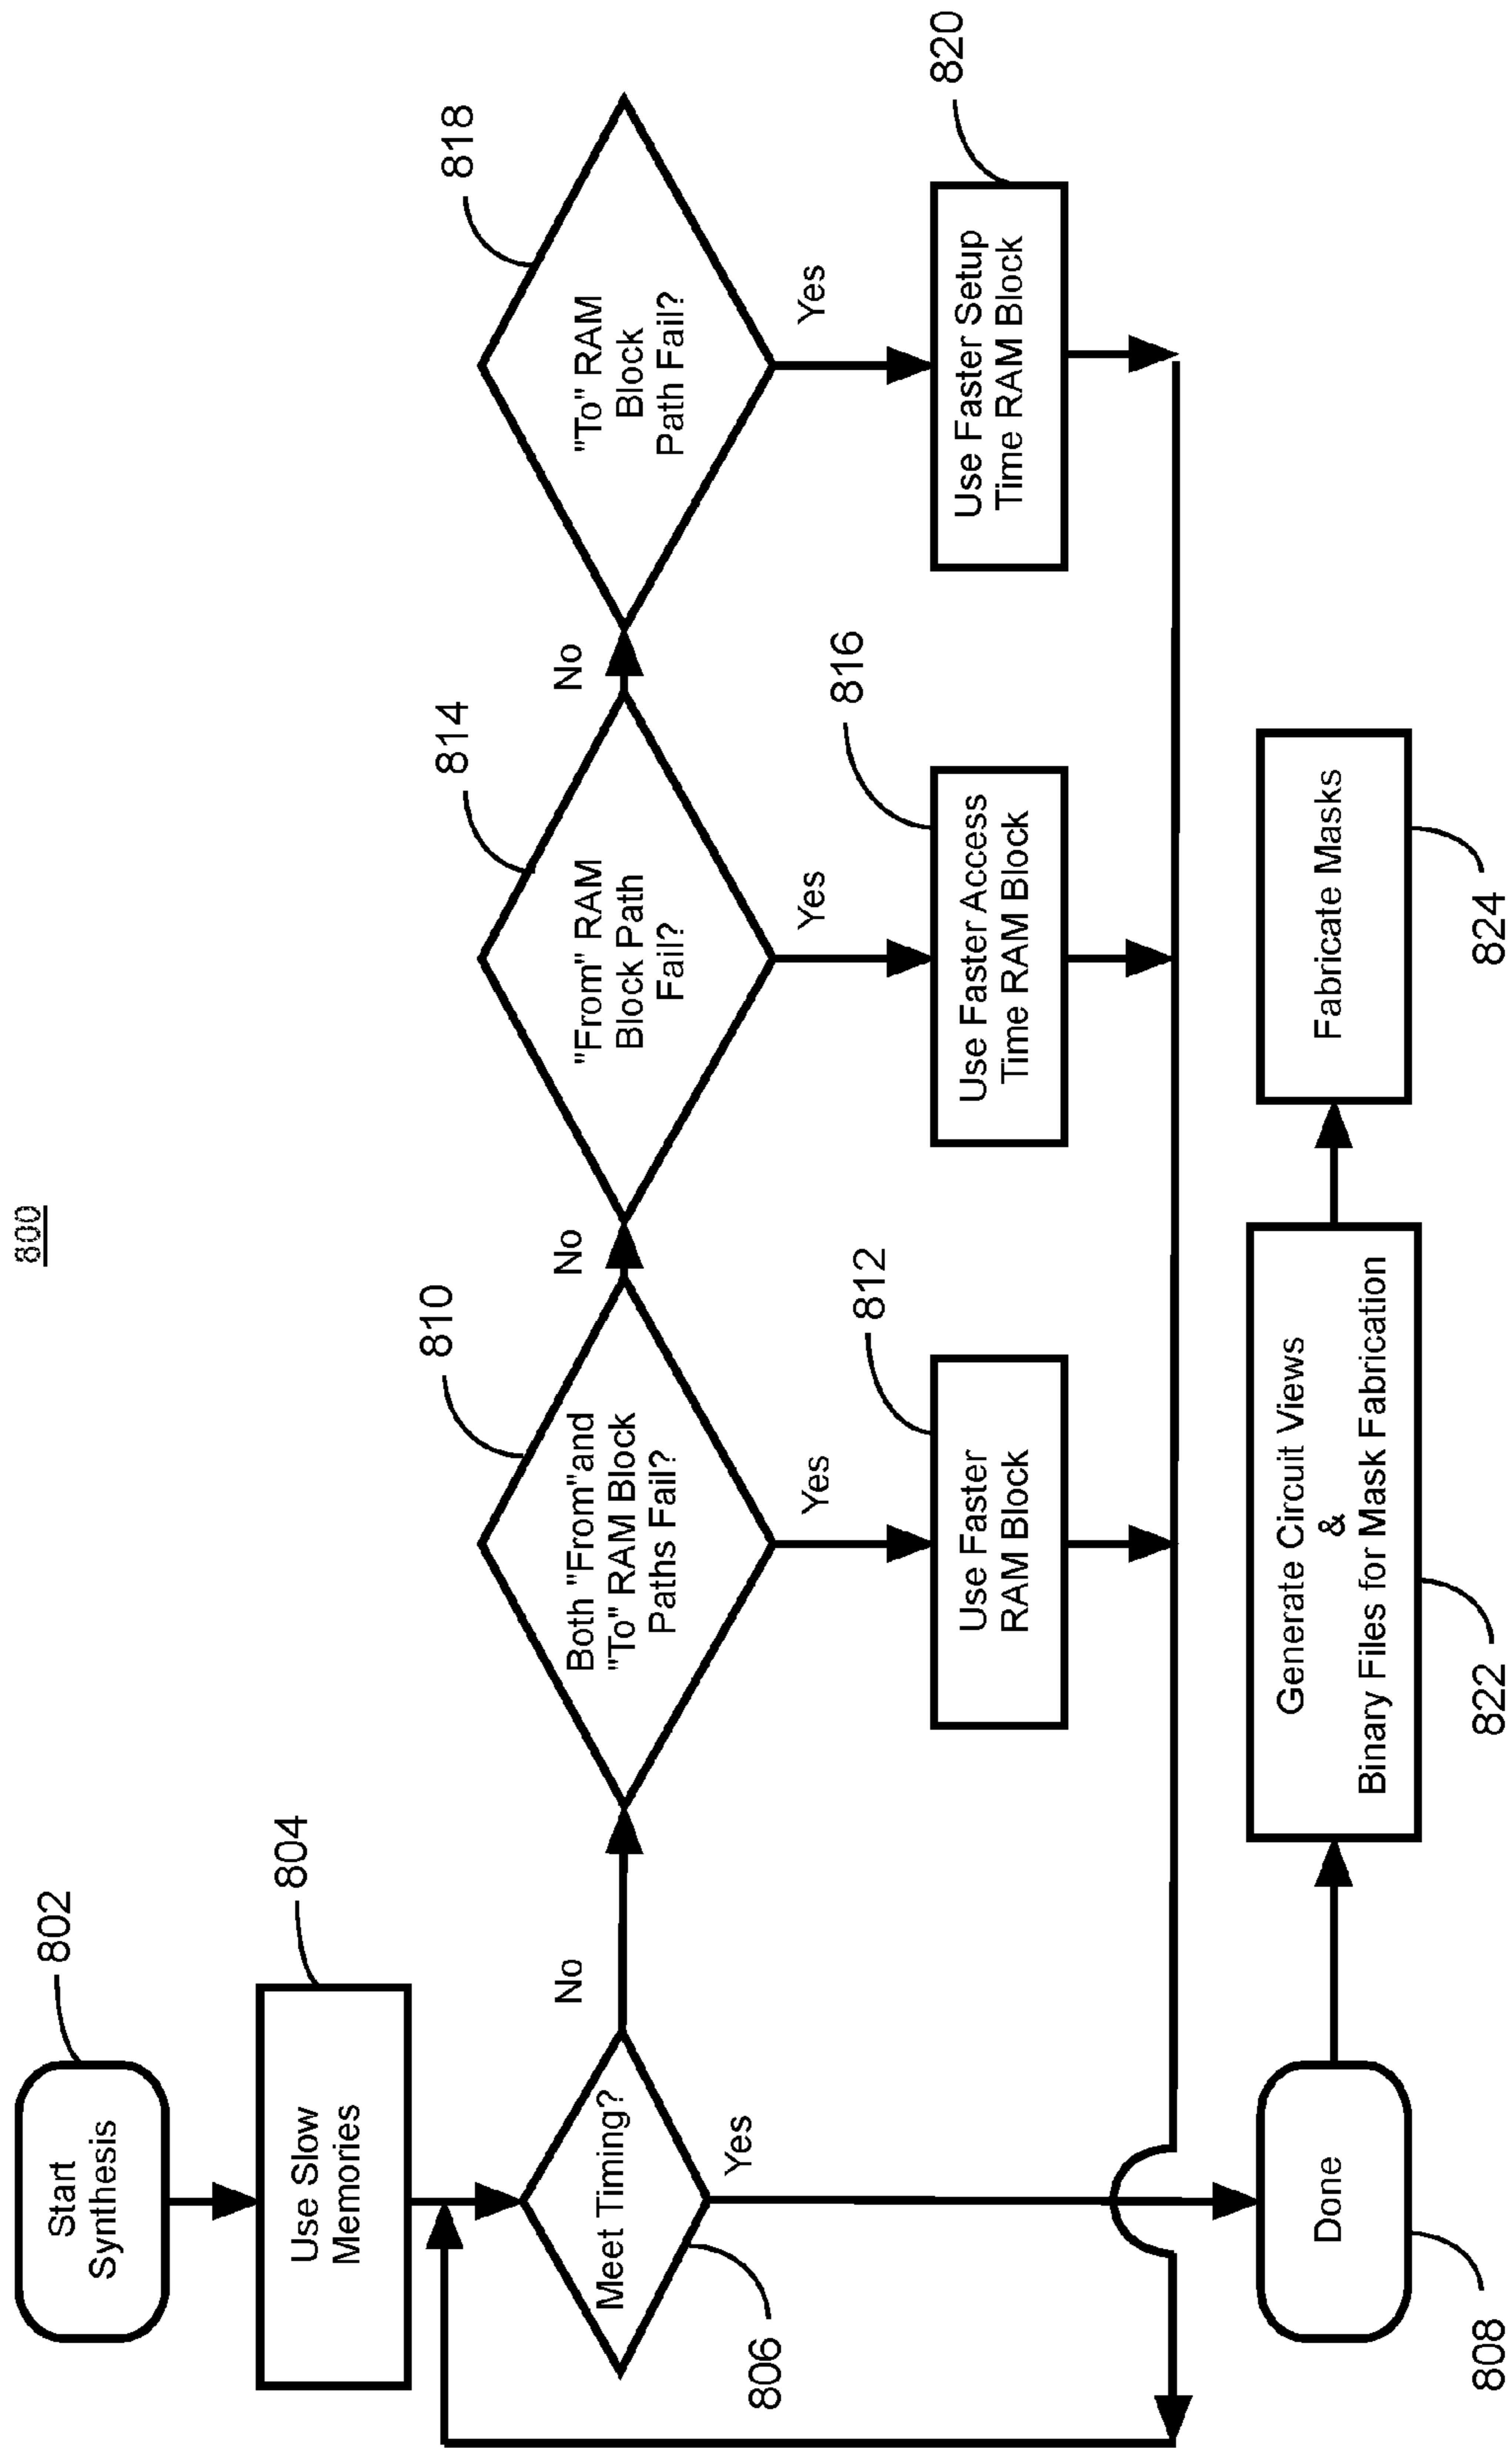 800
802
Start
Synthesis
804
Use Slow
Memories
806
Meet Timing?
No
Yes
810
Both "From"and
"To" RAM Block
Paths Fail?
No
Yes
812
Use Faster
RAM Block
814
"From" RAM
Block Path
Fail?
No
Yes
816
Use Faster Access
Time RAM Block
818
"To" RAM
Block
Path Fail?
Yes
820
Use Faster Setup
Time RAM Block
808
Done
822
Generate Circuit Views
&
Binary Files for Mask Fabrication
824
Fabricate Masks